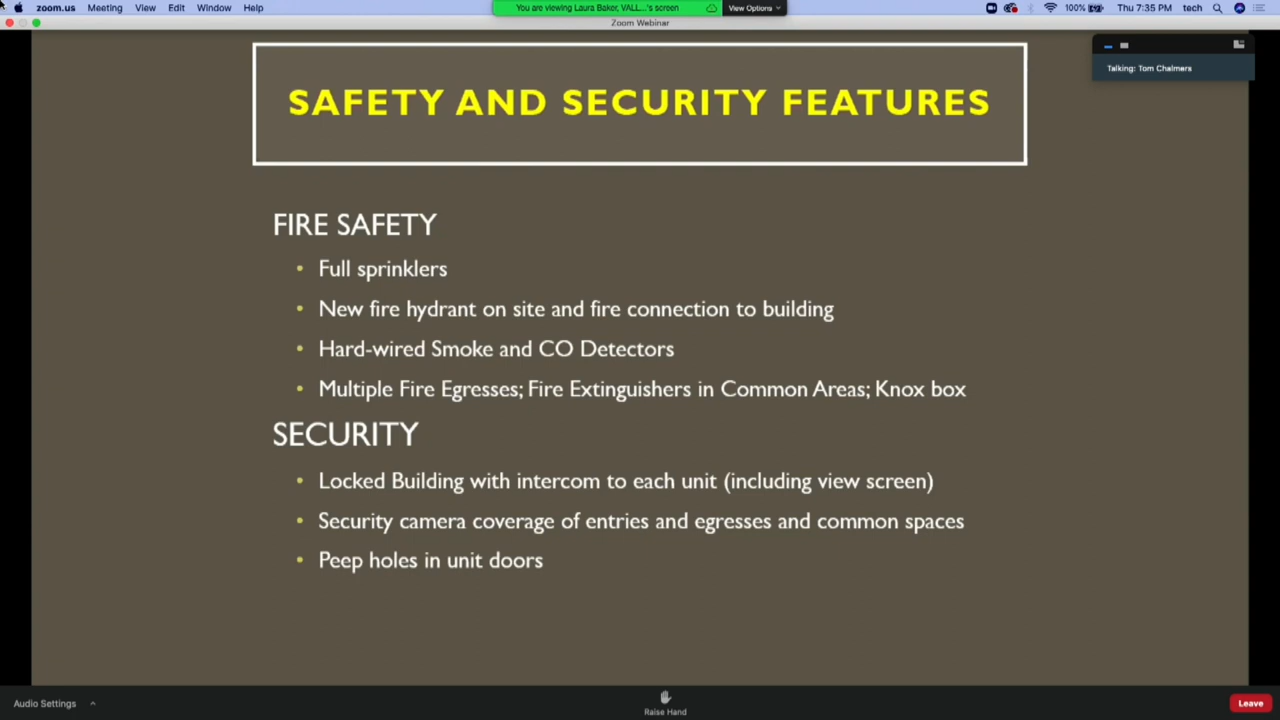 zoom.us Meeting View Edit Window Help
You are viewing Laura Baker, VALL...'s screen
View Options
100%
Thu 7:35 PM tech
Zoom Webinar
Talking: Tom Chalmers
SAFETY AND SECURITY FEATURES
FIRE SAFETY
• Full sprinklers
• New fire hydrant on site and fire connection to building
• Hard-wired Smoke and CO Detectors
• Multiple Fire Egresses; Fire Extinguishers in Common Areas; Knox box
SECURITY
• Locked Building with intercom to each unit (including view screen)
• Security camera coverage of entries and egresses and common spaces
• Peep holes in unit doors
Audio Settings
Raise Hand
Leave